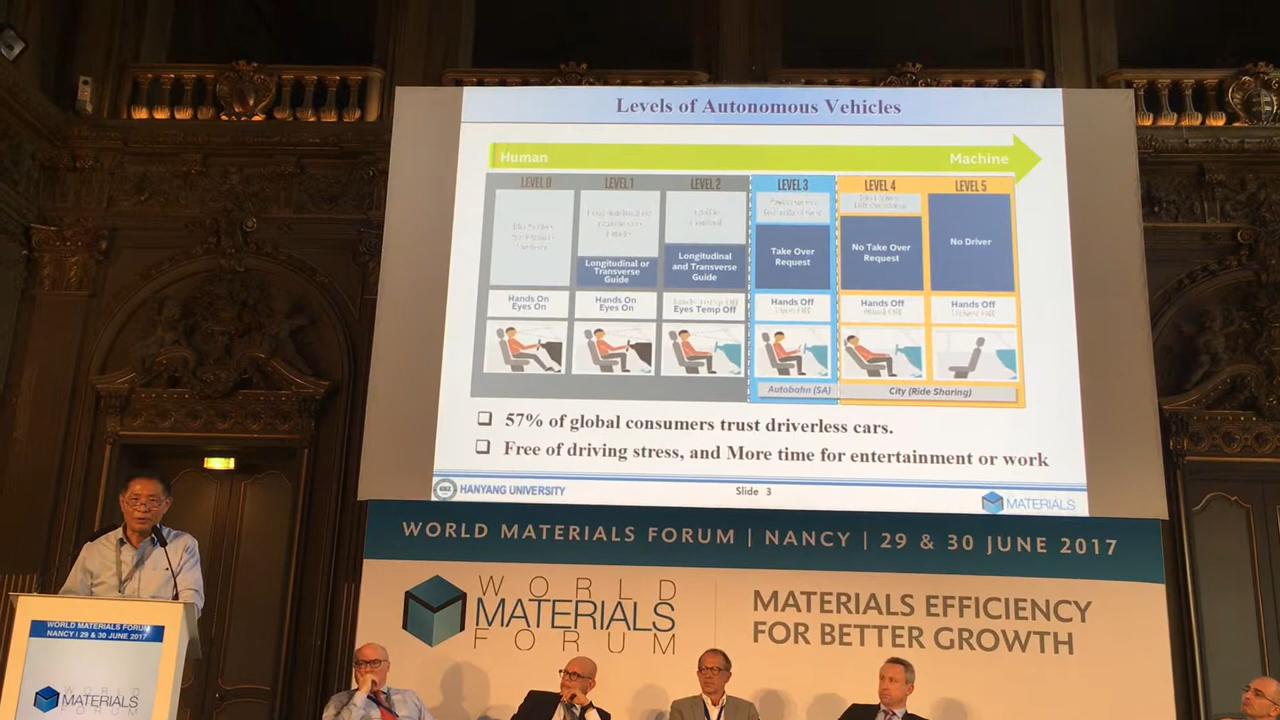 Levels of Autonomous Vehicles
Human
Machine
LEVEL 0
LEVEL 1
LEVEL 2
LEVEL 3
LEVEL 4
LEVEL 5
Longitudinal or
Transverse
Guide
Longitudinal
and Transverse
Guide
Take Over
Request
No Take Over
Request
No Driver
Hands On
Eyes On
Hands On
Eyes On
Eyes Temp Off
Hands Off
Hands Off
Hands Off
Autobahn (SA)
City (Ride Sharing)
❑ 57% of global consumers trust driverless cars.
❑ Free of driving stress, and More time for entertainment or work
HANYANG UNIVERSITY
Slide 3
MATERIALS
WORLD MATERIALS FORUM | NANCY | 29 & 30 JUNE 2017
WORLD
MATERIALS
FORUM
MATERIALS EFFICIENCY
FOR BETTER GROWTH
WORLD MATERIALS FORUM
NANCY / 29 & 30 JUNE 2017
WORLD
MATERIALS
FORUM